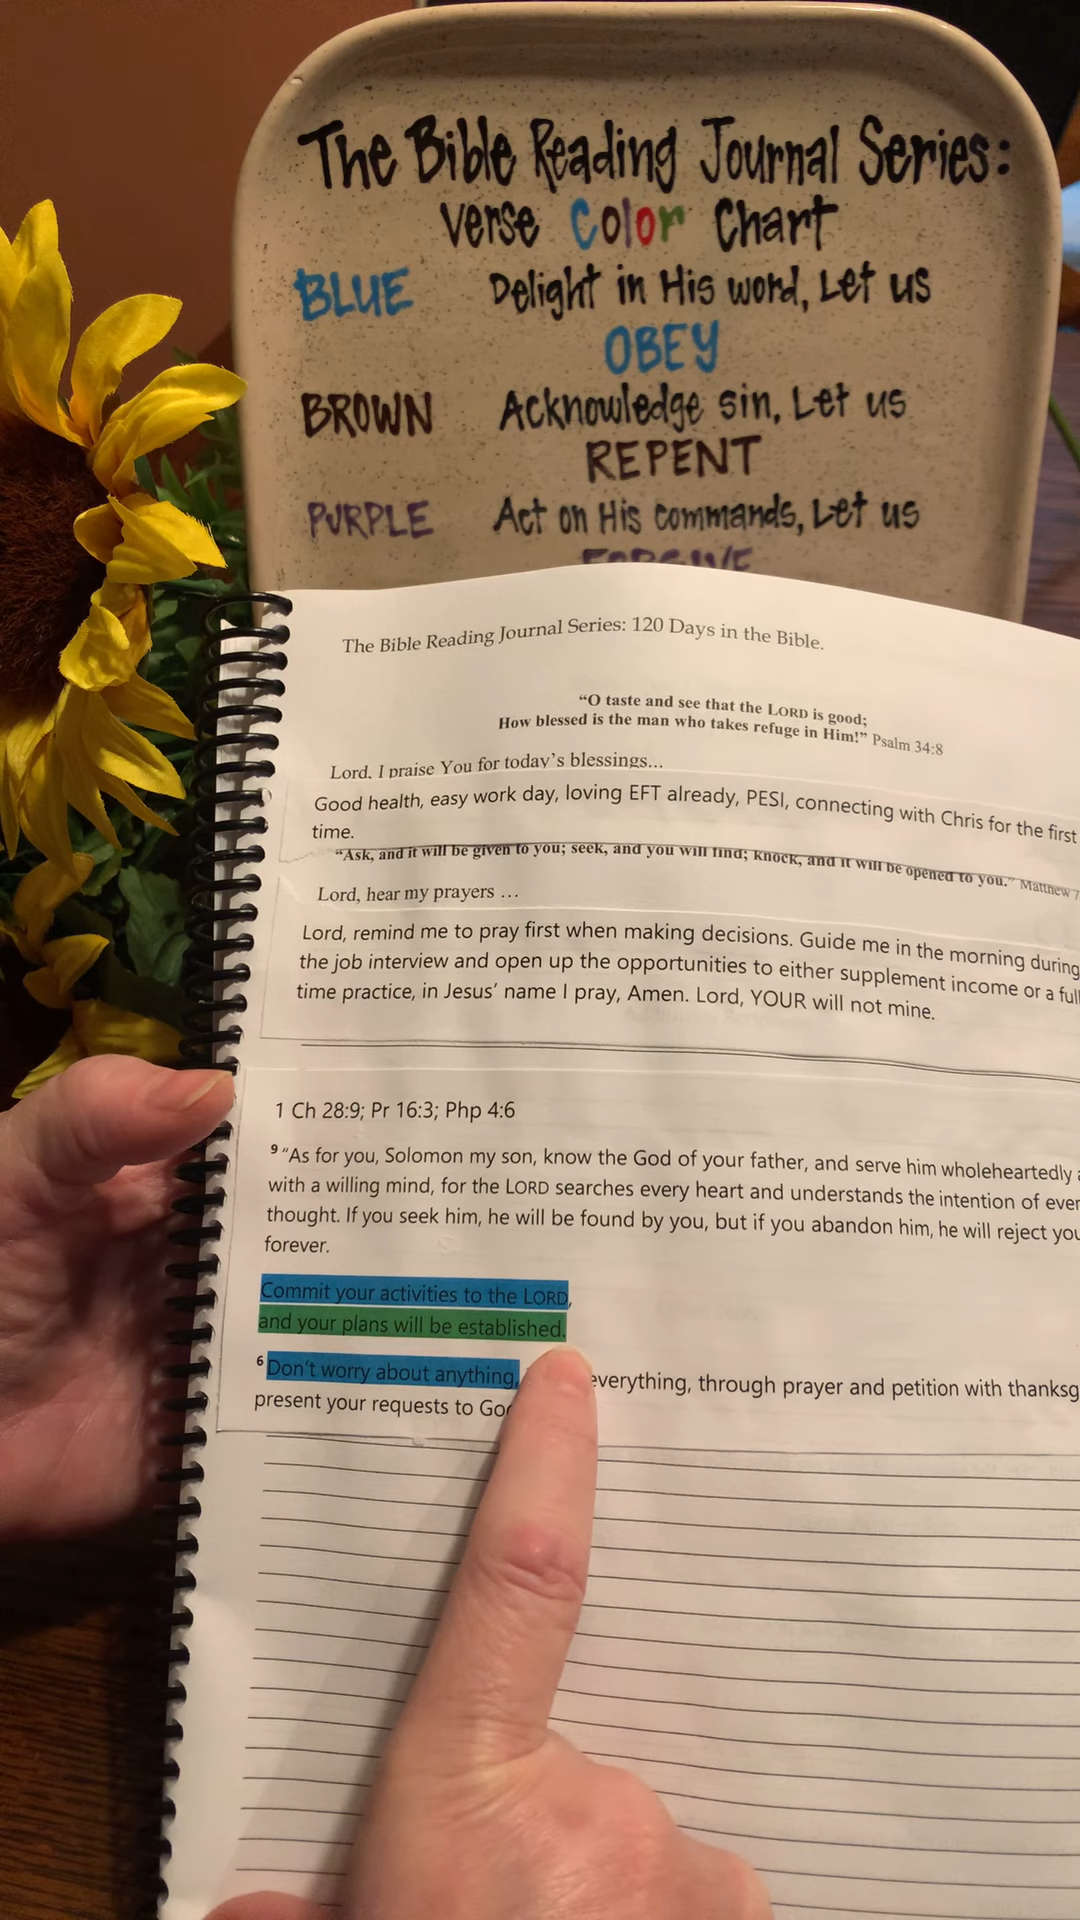 The Bible Reading Journal Series:
Verse Color Chart
BLUE Delight in His word, Let us
OBEY
BROWN Acknowledge sin, Let us
REPENT
PURPLE Act on His commands, Let us
FORGIVE
The Bible Reading Journal Series: 120 Days in the Bible.
“O taste and see that the LORD is good;
How blessed is the man who takes refuge in Him!” Psalm 34:8
Lord, I praise You for today’s blessings…
Good health, easy work day, loving EFT already, PESI, connecting with Chris for the first
time.
“Ask, and it will be given to you; seek, and you will find; knock, and it will be opened to you.” Matthew 7
Lord, hear my prayers …
Lord, remind me to pray first when making decisions. Guide me in the morning during
the job interview and open up the opportunities to either supplement income or a full
time practice, in Jesus’ name I pray, Amen. Lord, YOUR will not mine.
1 Ch 28:9; Pr 16:3; Php 4:6
9 “As for you, Solomon my son, know the God of your father, and serve him wholeheartedly
with a willing mind, for the LORD searches every heart and understands the intention of
thought. If you seek him, he will be found by you, but if you abandon him, he will reject you
forever.
Commit your activities to the LORD,
and your plans will be established.
6 Don’t worry about anything, everything, through prayer and petition with
present your requests to